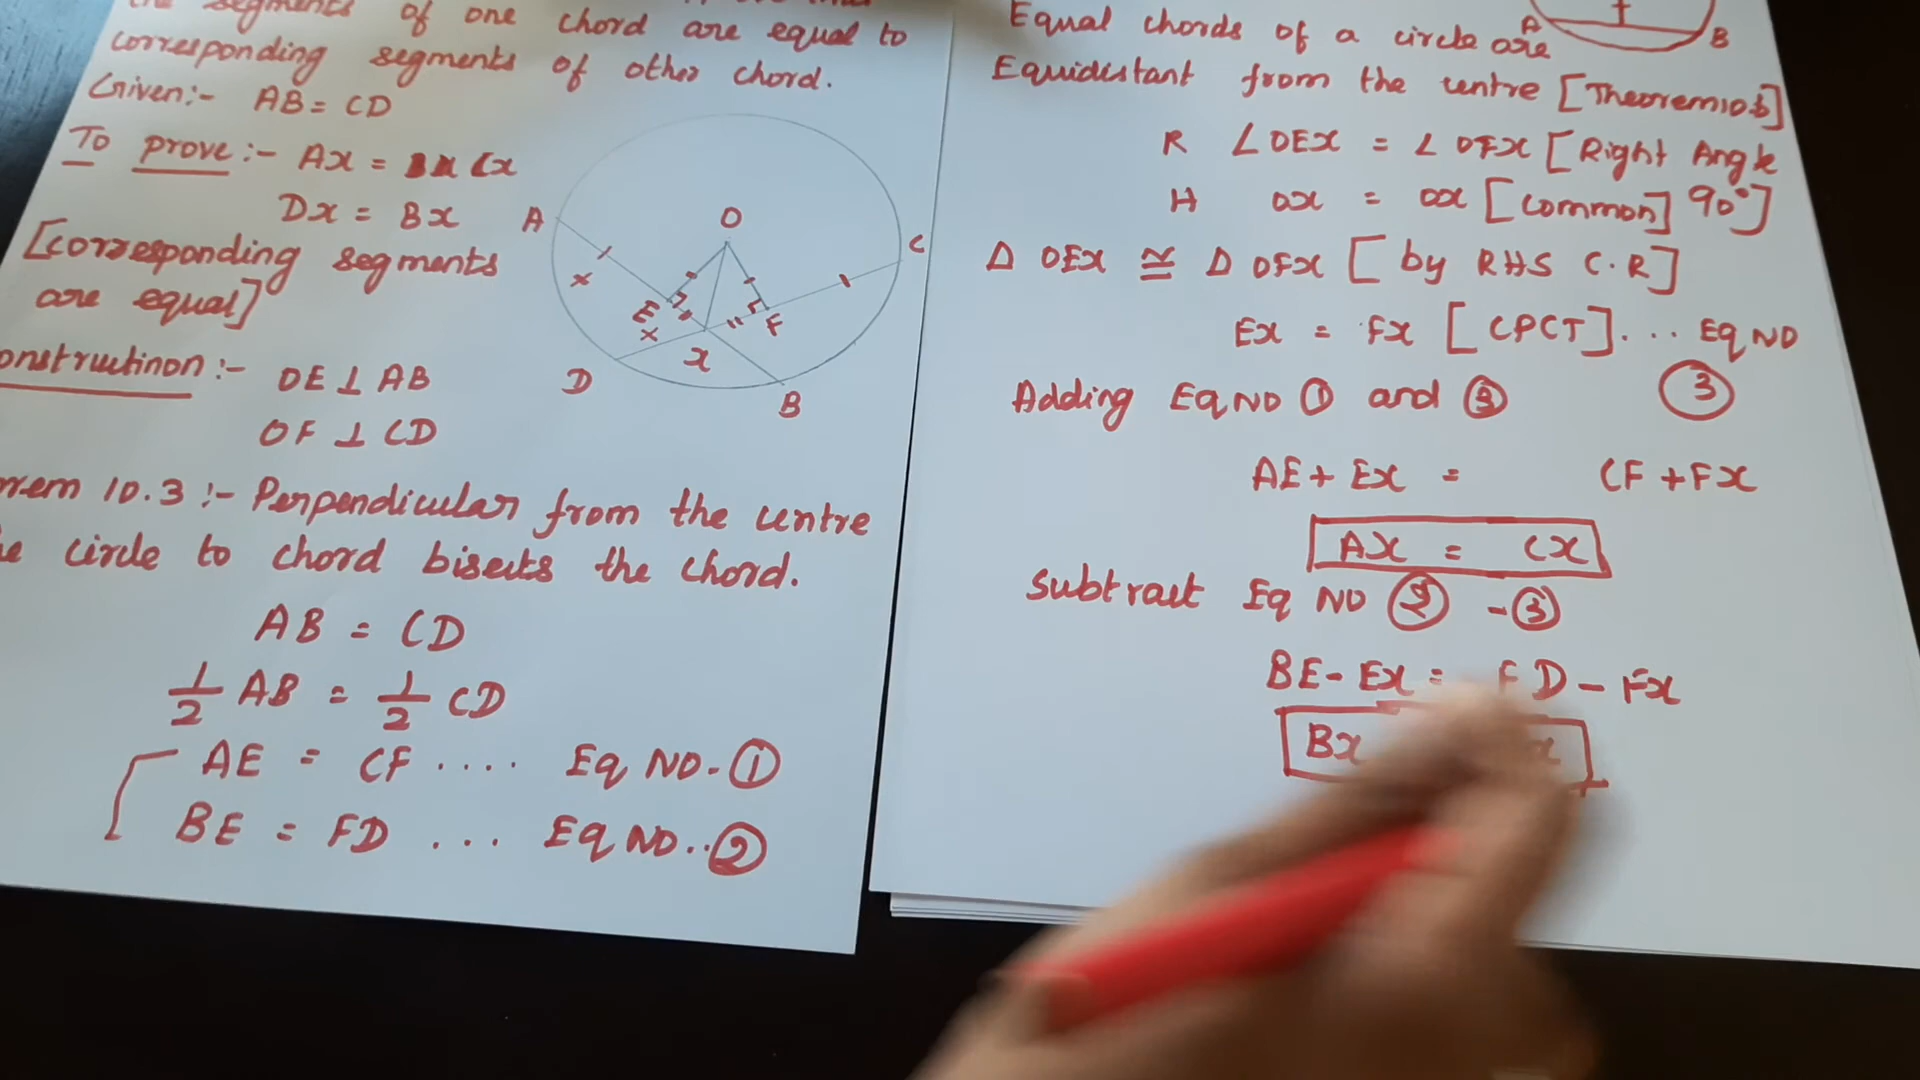 the segments of one chord are equal to
corresponding segments of other chord.
Given:- AB = CD
To prove:- Ax = Cx
Dx = Bx
[corresponding segments
are equal]
onstructinon:- OE ⊥ AB
OF ⊥ CD
rem 10.3:- Perpendicular from the centre
circle to chord bisects the chord.
AB = CD
1/2 AB = 1/2 CD
AE = CF .... Eq NO-①
BE = FD ... Eq NO..②
A
O
C
E
F
x
D
B
A
B
Equal chords of a circle are
Equidistant from the centre [Theorem10.6]
R ∠OEx = ∠OFx [Right Angle
H ox = ox [common] 90°]
Δ OEx ≅ Δ OFx [by RHS C.R]
Ex = Fx [CPCT]... Eq NO
③
Adding Eq NO ① and ③
AE + Ex = CF + Fx
Ax = Cx
Subtract Eq NO ② - ③
BE - Ex = FD - Fx
Bx x